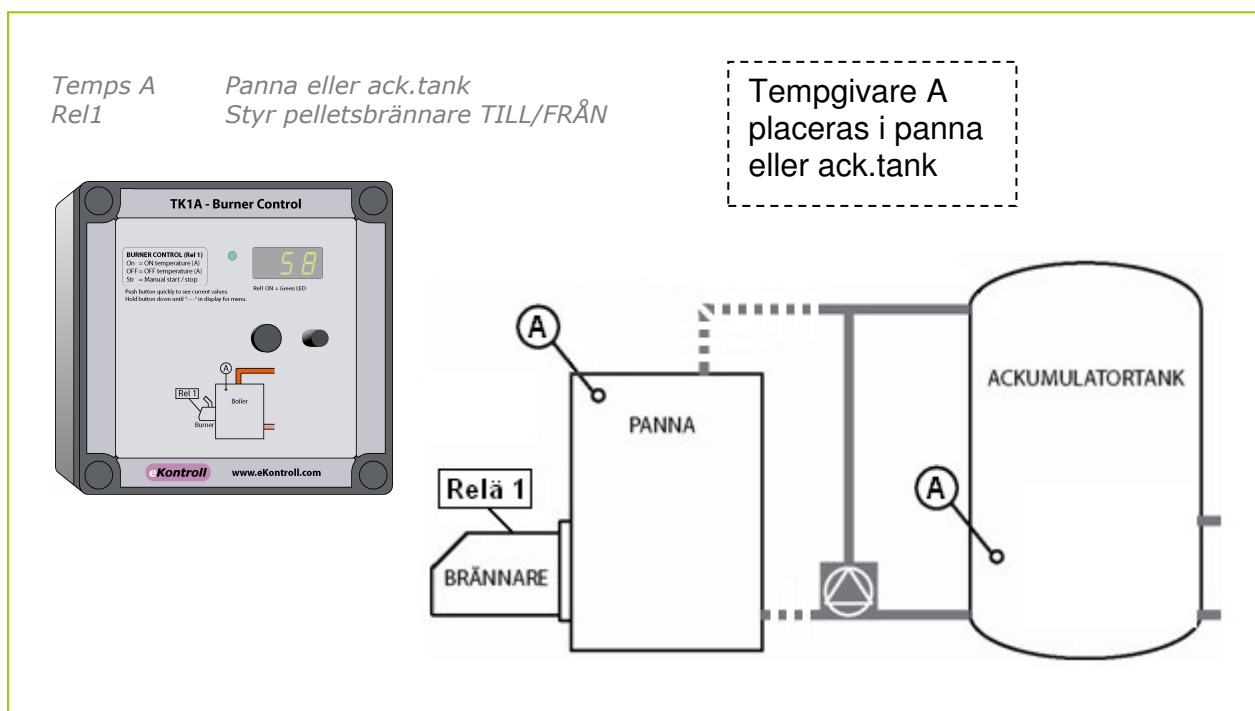 Temps A Panna eller ack.tank
Rel1 Styr pelletsbrännare TILL/FRÅN
Tempgivare A
placeras i panna
eller ack.tank
TK1A - Burner Control
BURNER CONTROL (Rel 1)
On = ON temperature (A)
OFF = OFF temperature (A)
Str = Manual start / stop
Push button quickly to see current values.
Hold button down until "- - -" in display for menu.
58
Rel1 ON = Green LED
A
Rel 1
Boiler
Burner
eKontroll www.eKontroll.com
A
PANNA
Relä 1
BRÄNNARE
ACKUMULATORTANK
A